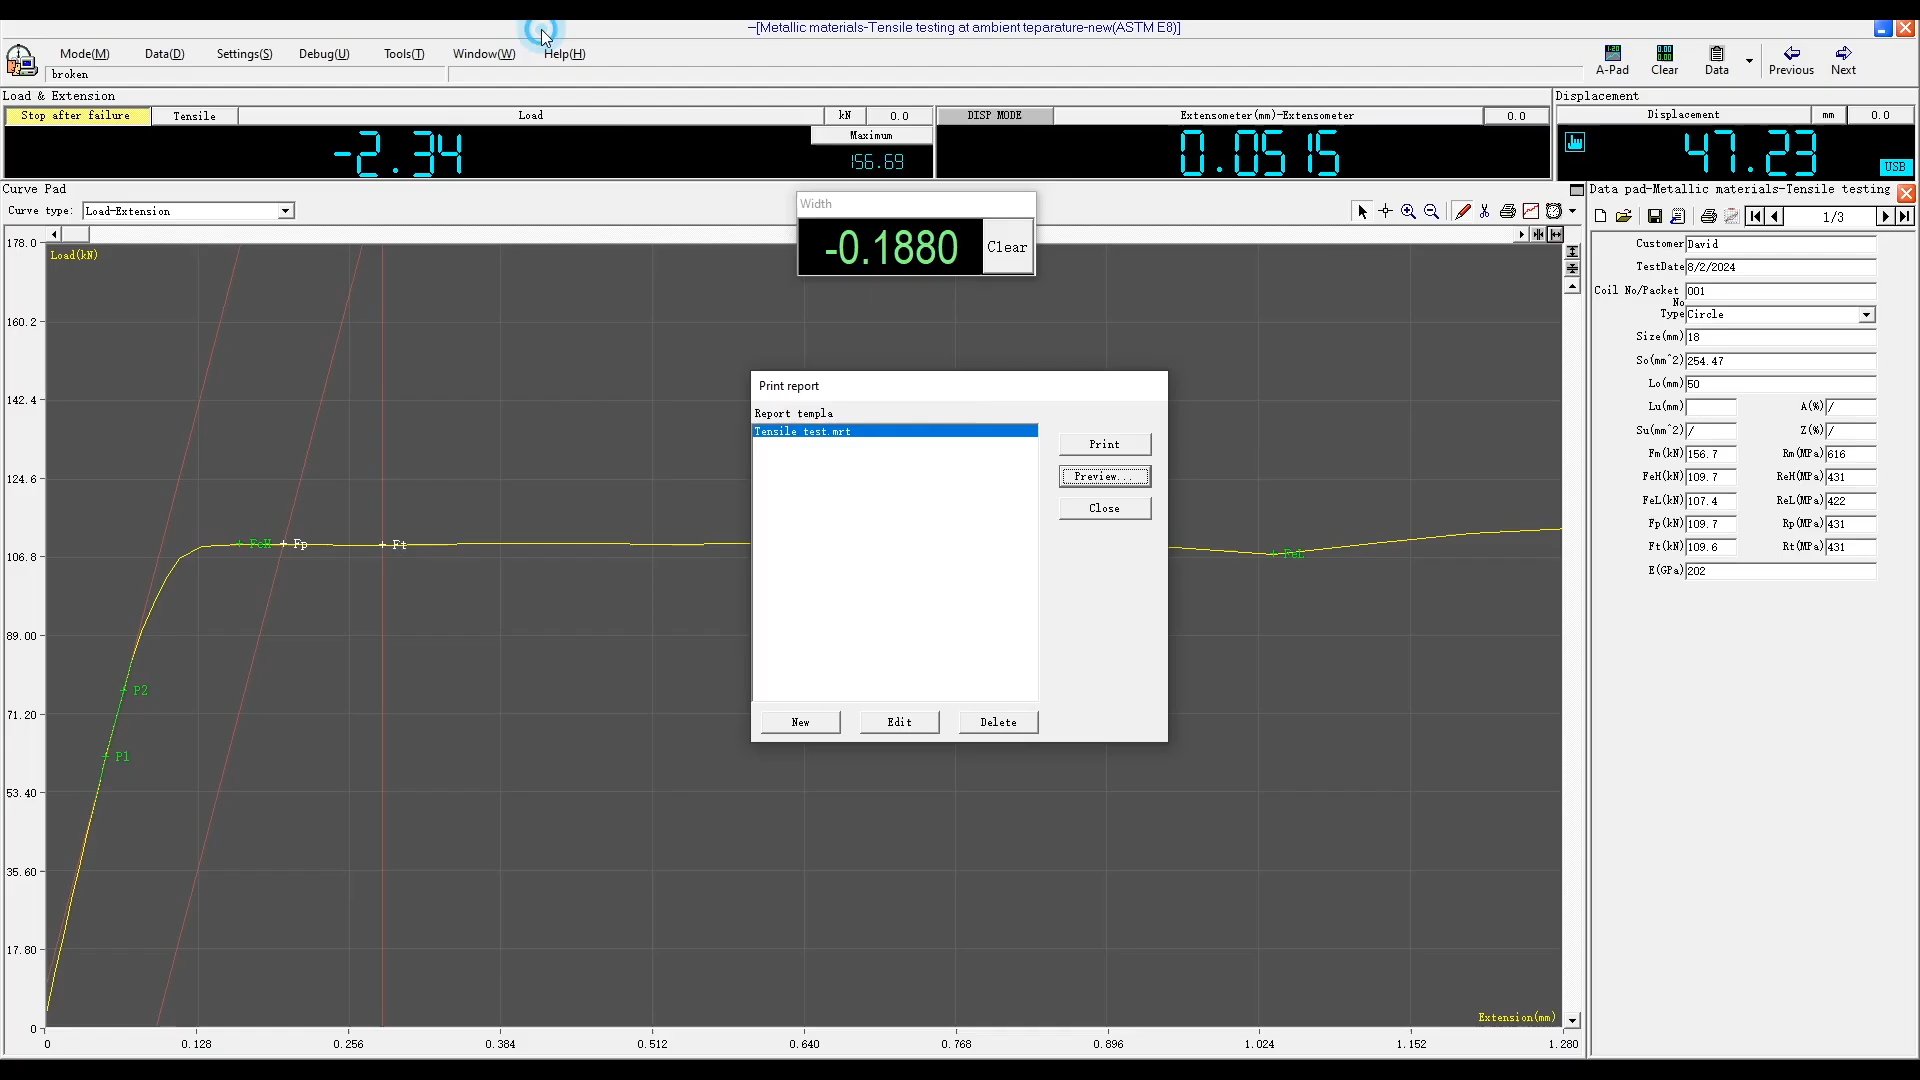 —[Metallic materials-Tensile testing at ambient teparature-new(ASTM E8)]
Mode(M) Data(D) Settings(S) Debug(U) Tools(T) Window(W) Help(H)
A-Pad Clear Data Previous Next
broken
Load & Extension
Displacement
Stop after failure Tensile Load kN 0.0
DISP MODE Extensometer(mm)-Extensometer 0.0
Displacement mm 0.0
Maximum
-2.34 156.69 0.0515 47.23 USB
Curve Pad
Data pad-Metallic materials-Tensile testing
Curve type: Load-Extension
Width
-0.1880 Clear
1/3
178.0
Load(kN)
160.2
142.4
124.6
106.8
89.00
71.20
53.40
35.60
17.80
0
FeH Fp Ft FeL
P2
P1
Extension(mm)
0 0.128 0.256 0.384 0.512 0.640 0.768 0.896 1.024 1.152 1.280
Print report
Report templa
Tensile test.mrt
Print
Preview...
Close
New Edit Delete
Customer David
TestDate 8/2/2024
Coil No/Packet No 001
Type Circle
Size(mm) 18
So(mm^2) 254.47
Lo(mm) 50
Lu(mm) A(%) /
Su(mm^2) / Z(%) /
Fm(kN) 156.7 Rm(MPa) 616
FeH(kN) 109.7 ReH(MPa) 431
FeL(kN) 107.4 ReL(MPa) 422
Fp(kN) 109.7 Rp(MPa) 431
Ft(kN) 109.6 Rt(MPa) 431
E(GPa) 202